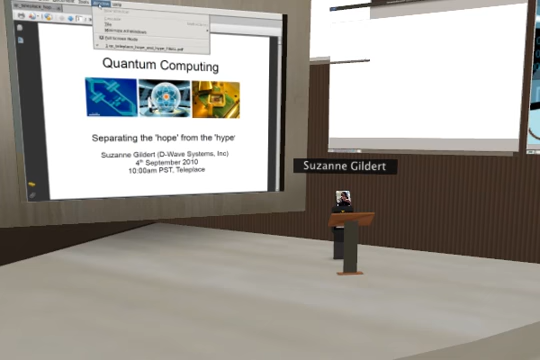 Quantum Computing
Separating the 'hope' from the 'hype'
Suzanne Gildert (D-Wave Systems, Inc)
4th September 2010
10:00am PST, Teleplace
Suzanne Gildert